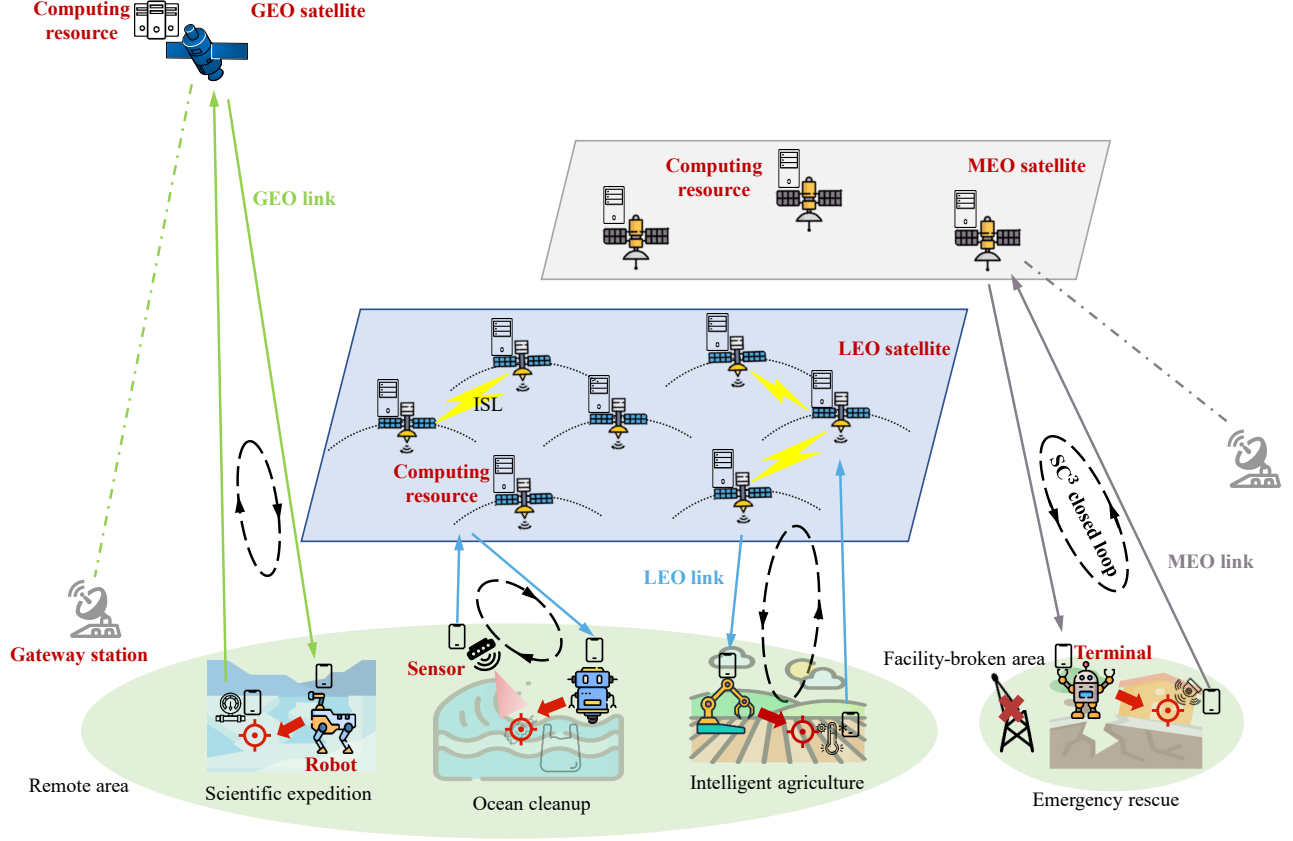 Computing
resource
GEO satellite
GEO link
Computing
resource
MEO satellite
LEO satellite
ISL
Computing
resource
SC³ closed loop
LEO link
MEO link
Gateway station
Sensor
Facility-broken area
Terminal
Robot
Remote area
Scientific expedition
Ocean cleanup
Intelligent agriculture
Emergency rescue